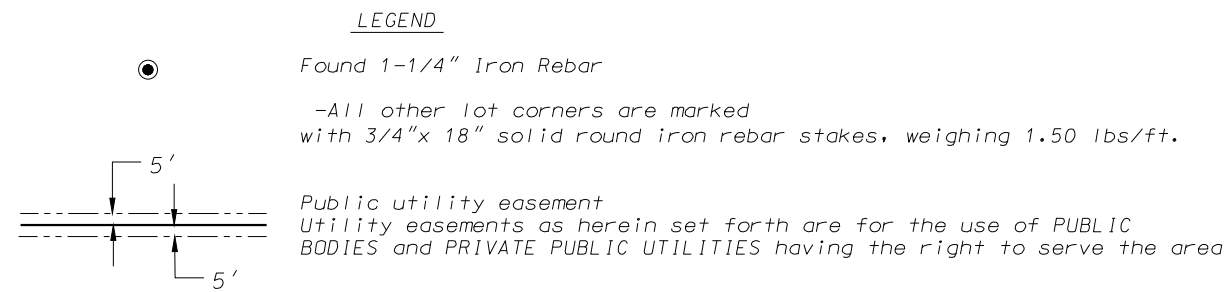 LEGEND
Found 1-1/4" Iron Rebar
-All other lot corners are marked
with 3/4"x 18" solid round iron rebar stakes, weighing 1.50 lbs/ft.
5'
Public utility easement
Utility easements as herein set forth are for the use of PUBLIC
BODIES and PRIVATE PUBLIC UTILITIES having the right to serve the area
5'